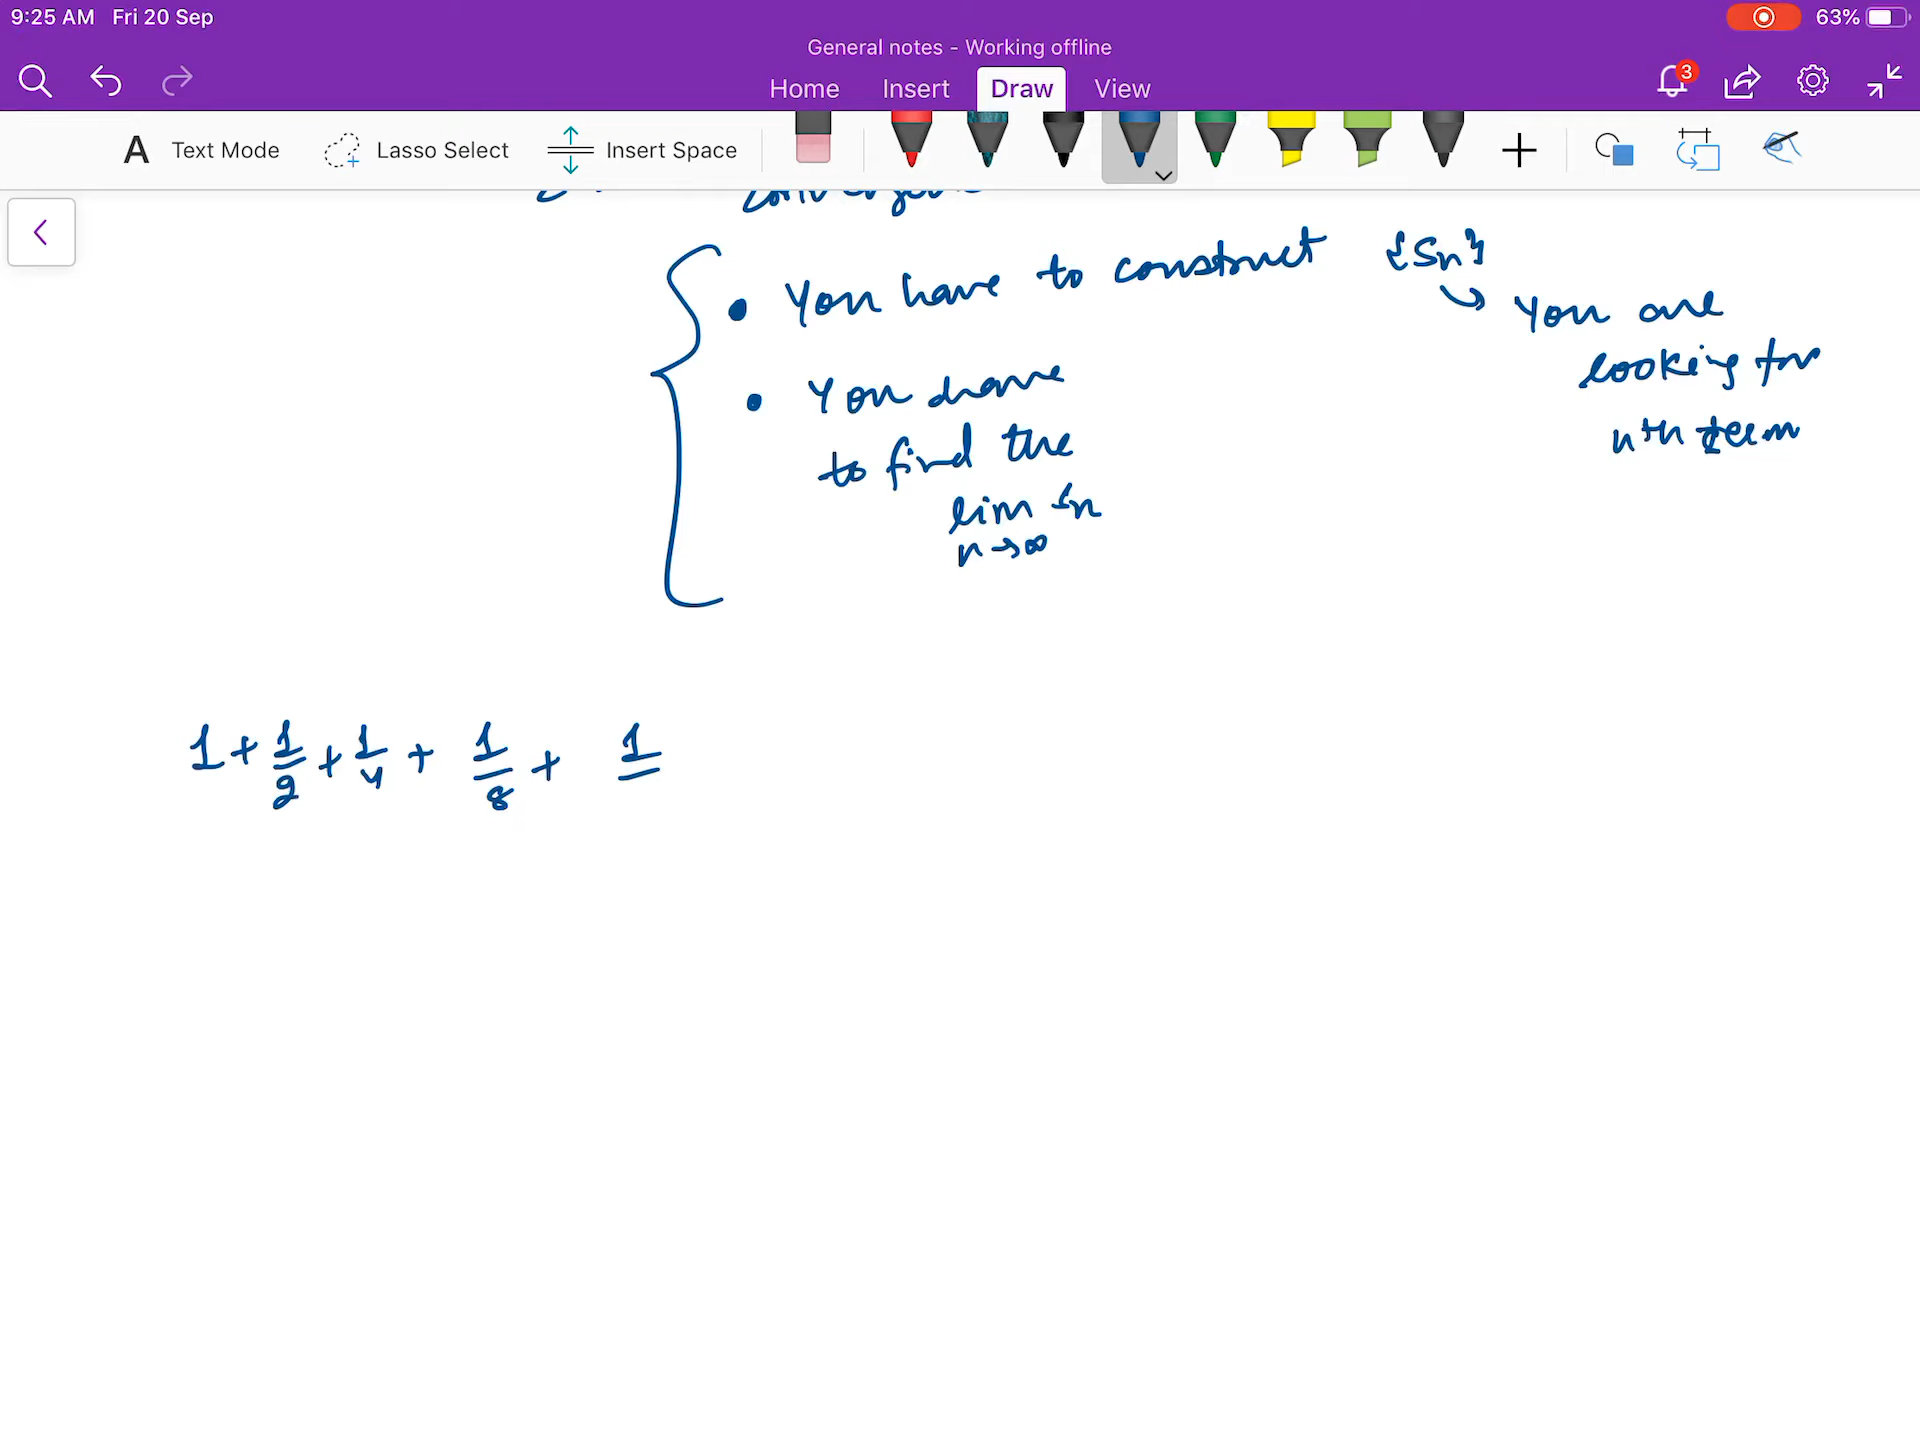 9:25 AM Fri 20 Sep 63%
General notes - Working offline
Home Insert Draw View
3
A Text Mode Lasso Select Insert Space
• You have to construct {Sn}
You are
looking for
nth term
• You have
to find the
lim Sn
n→∞
1 + 1/2 + 1/4 + 1/8 + 1/